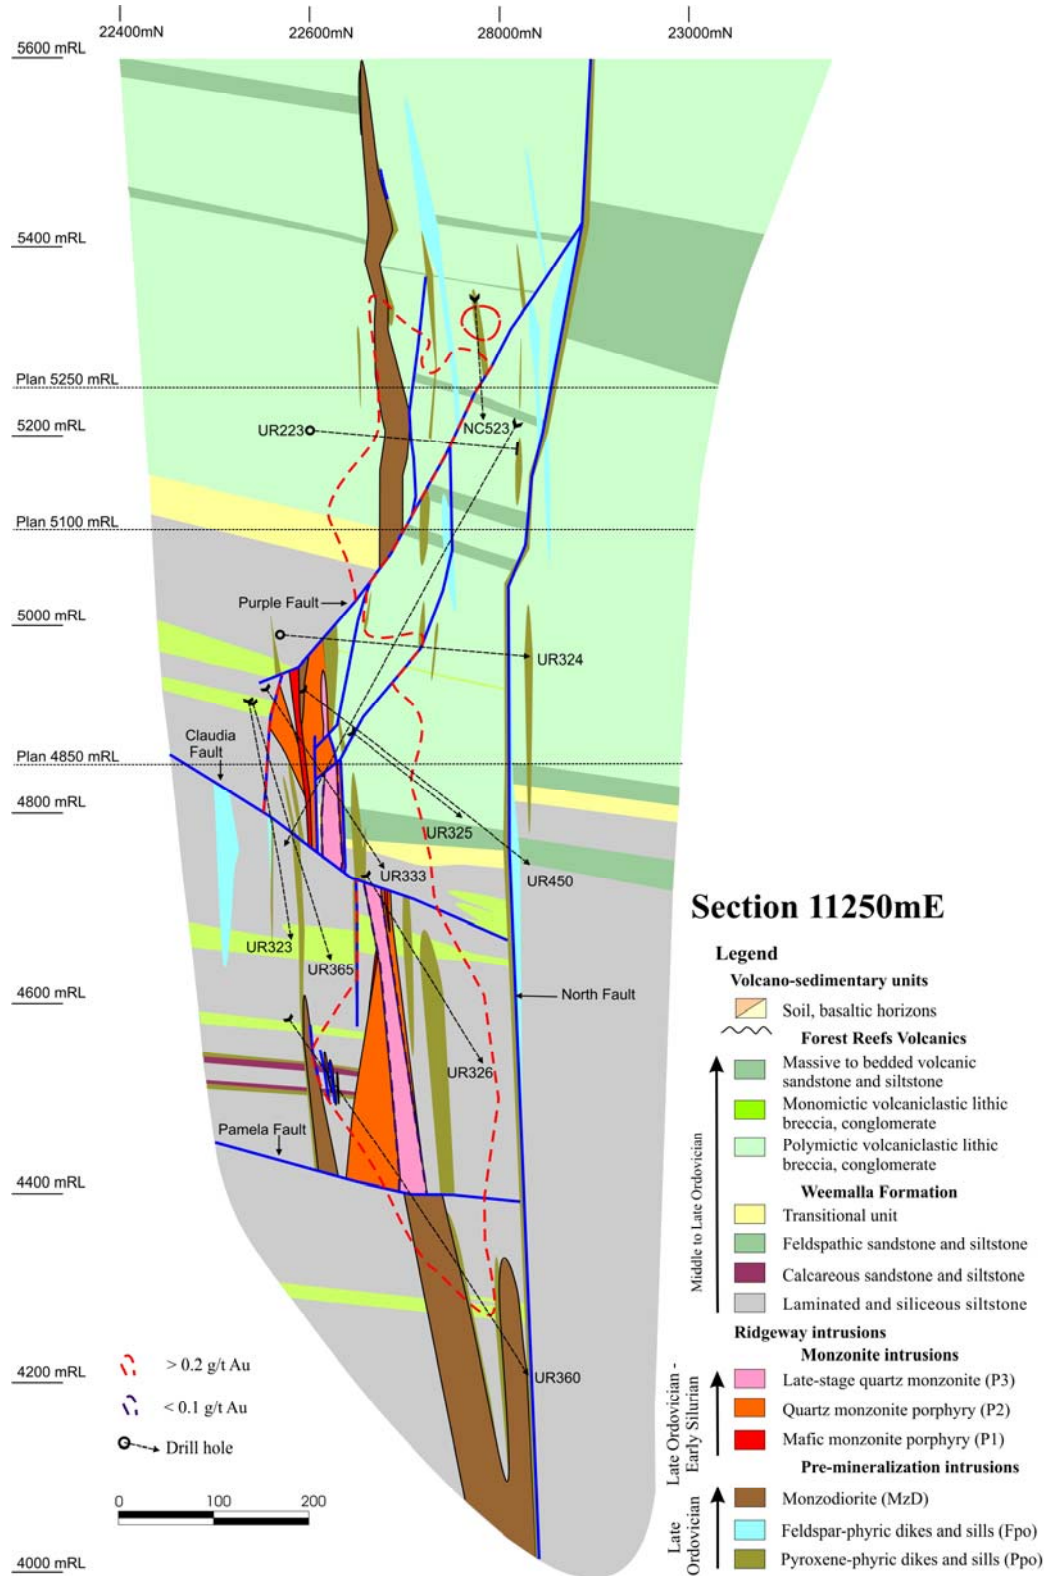 22400mN
22600mN
28000mN
23000mN
5600 mRL
5400 mRL
Plan 5250 mRL
5200 mRL
UR223
NC523
Plan 5100 mRL
5000 mRL
Purple Fault
UR324
Claudia
Fault
Plan 4850 mRL
4800 mRL
UR325
UR333
UR450
UR323
UR365
4600 mRL
North Fault
UR326
Pamela Fault
4400 mRL
4200 mRL
UR360
4000 mRL
> 0.2 g/t Au
< 0.1 g/t Au
Drill hole
0 100 200
Section 11250mE
Legend
Volcano-sedimentary units
Soil, basaltic horizons
Forest Reefs Volcanics
Massive to bedded volcanic
sandstone and siltstone
Monomictic volcaniclastic lithic
breccia, conglomerate
Polymictic volcaniclastic lithic
breccia, conglomerate
Weemalla Formation
Transitional unit
Feldspathic sandstone and siltstone
Calcareous sandstone and siltstone
Laminated and siliceous siltstone
Middle to Late Ordovician
Ridgeway intrusions
Monzonite intrusions
Late-stage quartz monzonite (P3)
Quartz monzonite porphyry (P2)
Mafic monzonite porphyry (P1)
Late Ordovician -
Early Silurian
Pre-mineralization intrusions
Monzodiorite (MzD)
Feldspar-phyric dikes and sills (Fpo)
Pyroxene-phyric dikes and sills (Ppo)
Late
Ordovician